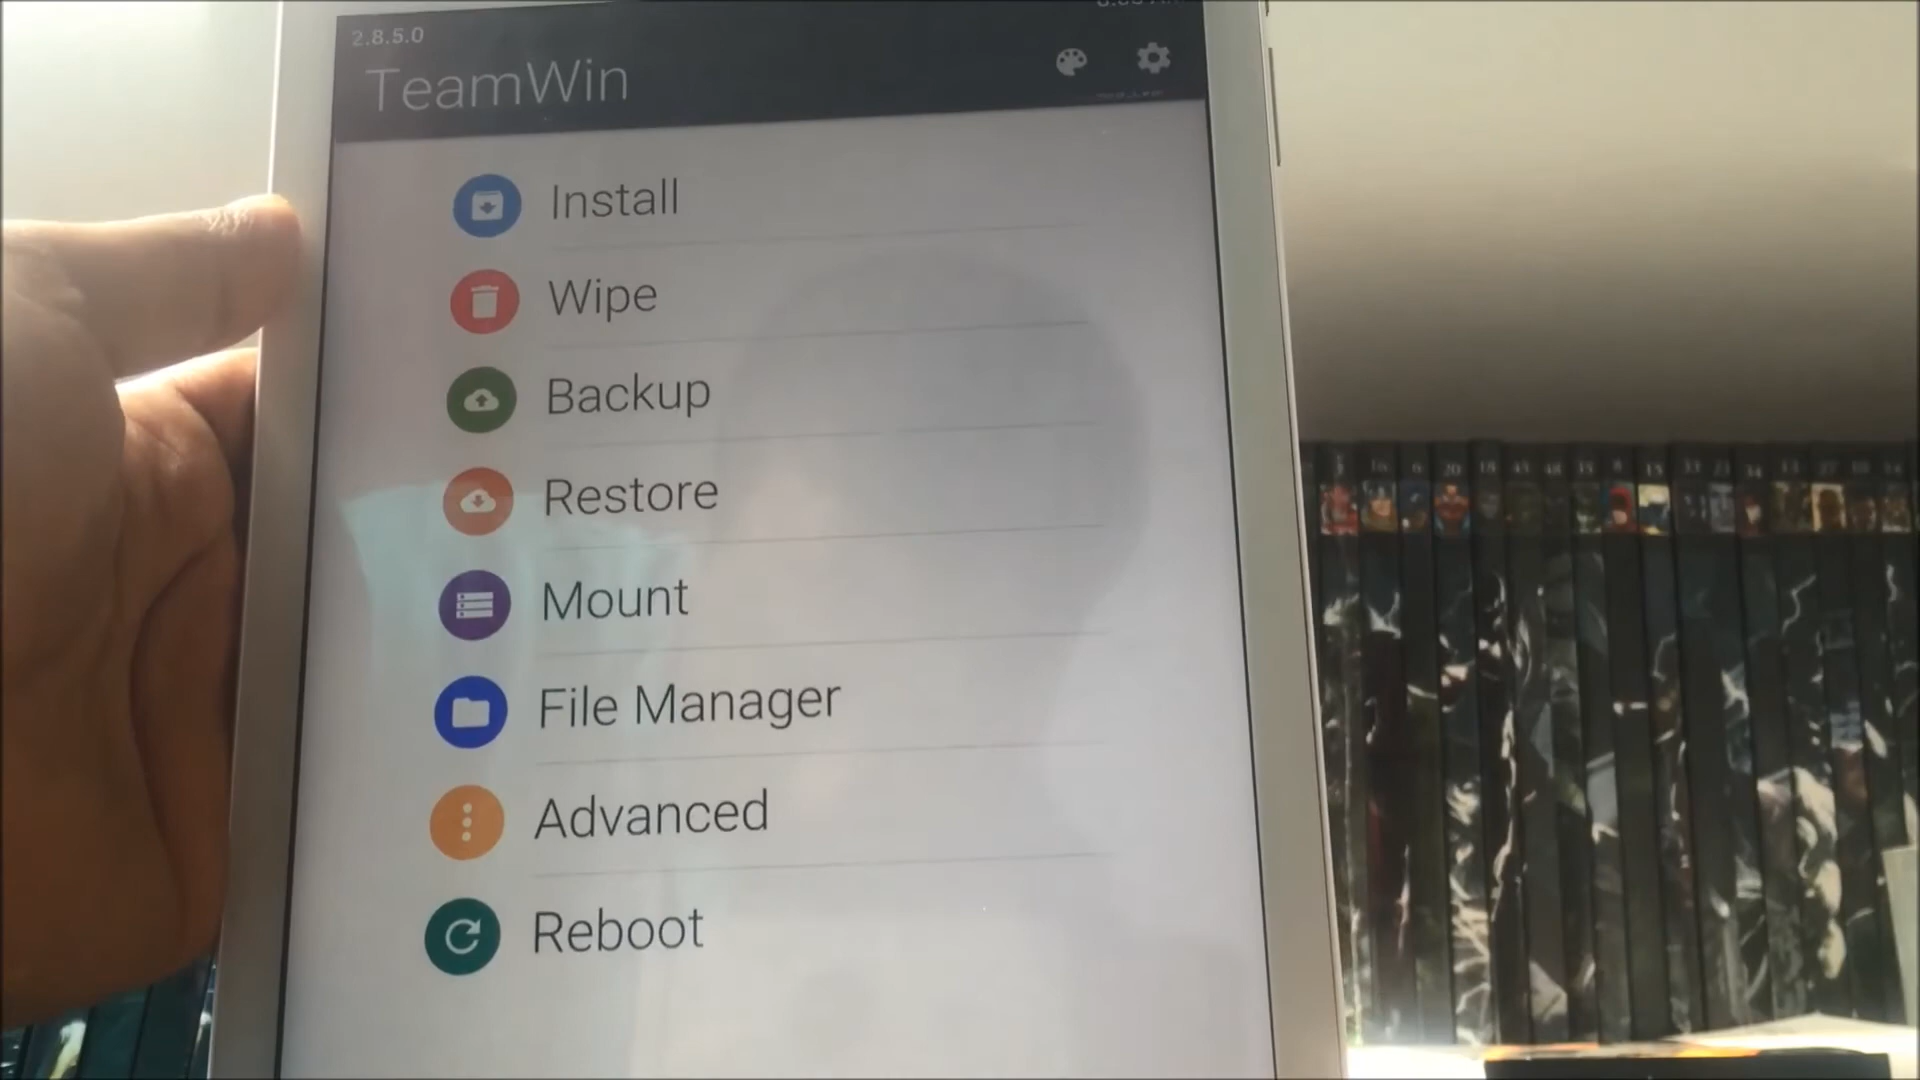 2.8.5.0
TeamWin
Install
Wipe
Backup
Restore
Mount
File Manager
Advanced
Reboot